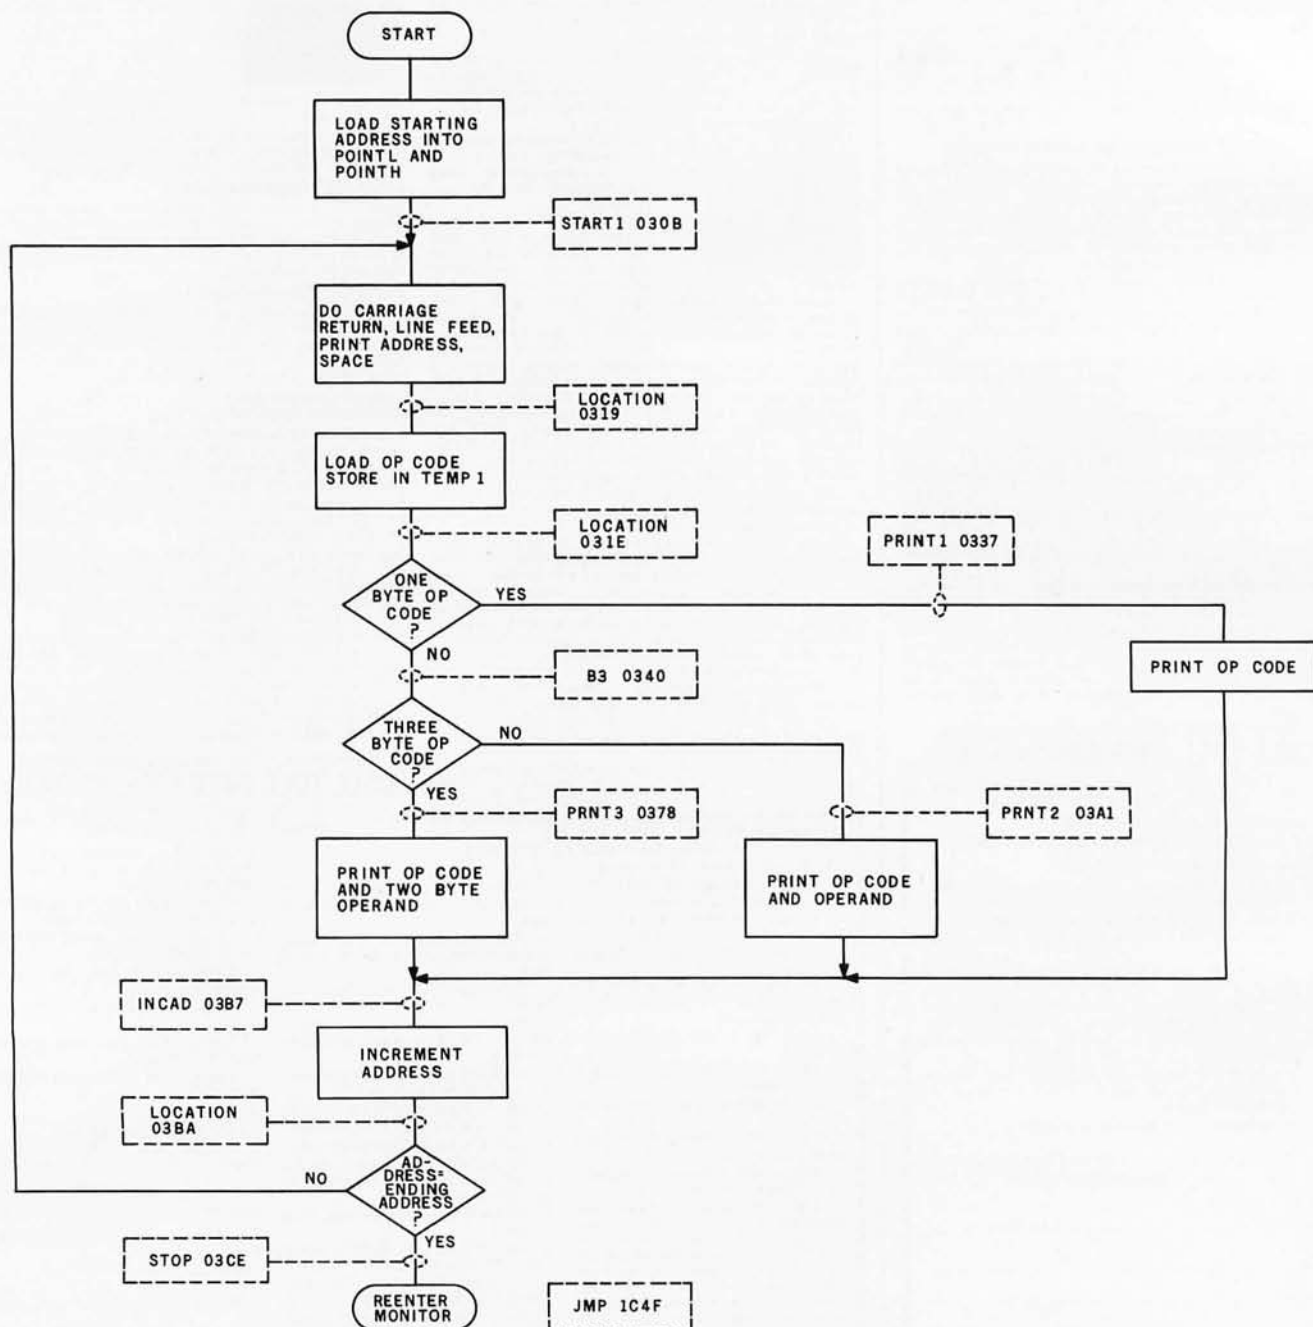 START
LOAD STARTING
ADDRESS INTO
POINTL AND
POINTH
START1 030B
DO CARRIAGE
RETURN, LINE FEED,
PRINT ADDRESS,
SPACE
LOCATION
0319
LOAD OP CODE
STORE IN TEMP1
LOCATION
031E
PRINT1 0337
ONE
BYTE OP
CODE
?
YES
NO
PRINT OP CODE
B3 0340
THREE
BYTE OP
CODE
?
NO
YES
PRNT3 0378
PRNT2 03A1
PRINT OP CODE
AND TWO BYTE
OPERAND
PRINT OP CODE
AND OPERAND
INCAD 03B7
INCREMENT
ADDRESS
LOCATION
03BA
AD-
DRESS=
ENDING
ADDRESS
?
NO
YES
STOP 03CE
REENTER
MONITOR
JMP 1C4F